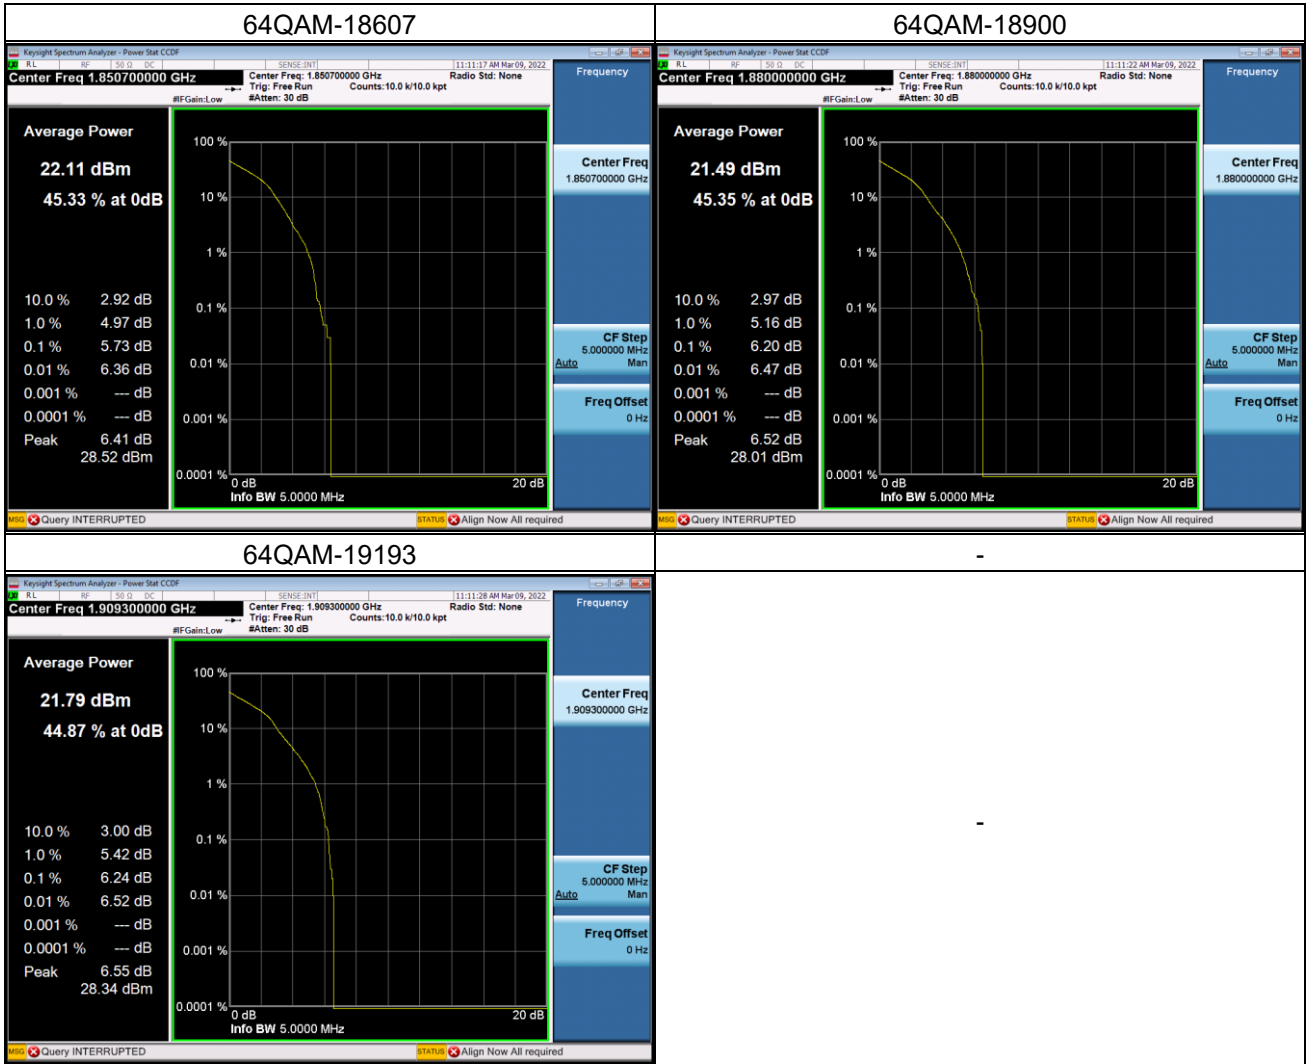 64QAM-18607
64QAM-18900
Keysight Spectrum Analyzer - Power Stat CCDF
RL RF 50 Ω DC SENSE:INT 11:11:17 AM Mar 09, 2022
Center Freq 1.850700000 GHz
Center Freq: 1.850700000 GHz Radio Std: None
Trig: Free Run Counts:10.0 k/10.0 kpt
#IFGain:Low #Atten: 30 dB
Frequency
Average Power
22.11 dBm
45.33 % at 0dB
10.0 % 2.92 dB
1.0 % 4.97 dB
0.1 % 5.73 dB
0.01 % 6.36 dB
0.001 % --- dB
0.0001 % --- dB
Peak 6.41 dB
28.52 dBm
100 %
10 %
1 %
0.1 %
0.01 %
0.001 %
0.0001 %
0 dB 20 dB
Info BW 5.0000 MHz
Center Freq
1.850700000 GHz
CF Step
5.000000 MHz
Auto Man
Freq Offset
0 Hz
MSG Query INTERRUPTED STATUS Align Now All required
Keysight Spectrum Analyzer - Power Stat CCDF
RL RF 50 Ω DC SENSE:INT 11:11:22 AM Mar 09, 2022
Center Freq 1.880000000 GHz
Center Freq: 1.880000000 GHz Radio Std: None
Trig: Free Run Counts:10.0 k/10.0 kpt
#IFGain:Low #Atten: 30 dB
Frequency
Average Power
21.49 dBm
45.35 % at 0dB
10.0 % 2.97 dB
1.0 % 5.16 dB
0.1 % 6.20 dB
0.01 % 6.47 dB
0.001 % --- dB
0.0001 % --- dB
Peak 6.52 dB
28.01 dBm
100 %
10 %
1 %
0.1 %
0.01 %
0.001 %
0.0001 %
0 dB 20 dB
Info BW 5.0000 MHz
Center Freq
1.880000000 GHz
CF Step
5.000000 MHz
Auto Man
Freq Offset
0 Hz
MSG Query INTERRUPTED STATUS Align Now All required
64QAM-19193
-
Keysight Spectrum Analyzer - Power Stat CCDF
RL RF 50 Ω DC SENSE:INT 11:11:28 AM Mar 09, 2022
Center Freq 1.909300000 GHz
Center Freq: 1.909300000 GHz Radio Std: None
Trig: Free Run Counts:10.0 k/10.0 kpt
#IFGain:Low #Atten: 30 dB
Frequency
Average Power
21.79 dBm
44.87 % at 0dB
10.0 % 3.00 dB
1.0 % 5.42 dB
0.1 % 6.24 dB
0.01 % 6.52 dB
0.001 % --- dB
0.0001 % --- dB
Peak 6.55 dB
28.34 dBm
100 %
10 %
1 %
0.1 %
0.01 %
0.001 %
0.0001 %
0 dB 20 dB
Info BW 5.0000 MHz
Center Freq
1.909300000 GHz
CF Step
5.000000 MHz
Auto Man
Freq Offset
0 Hz
MSG Query INTERRUPTED STATUS Align Now All required
-